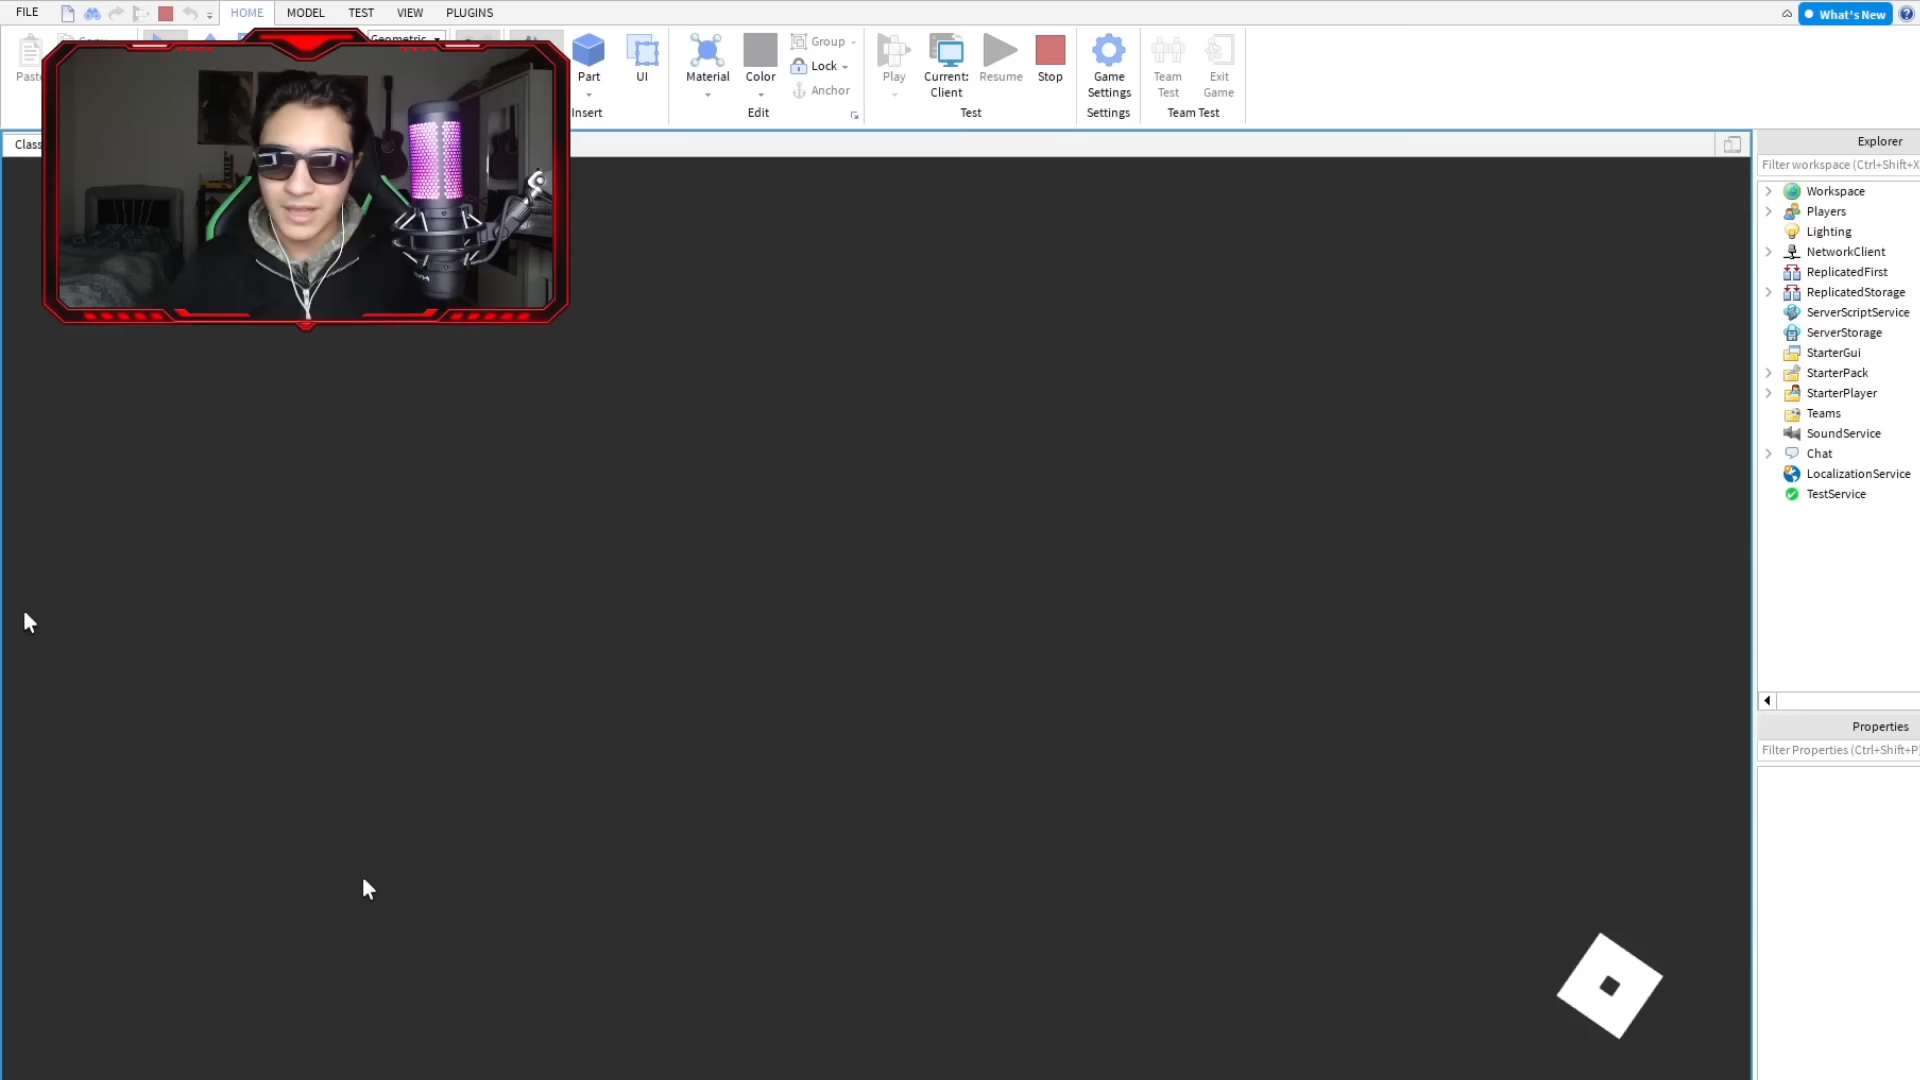 FILE
HOME
MODEL
TEST
VIEW
PLUGINS
What's New
Part
UI
Material
Color
Group
Lock
Anchor
Play
Current:
Client
Resume
Stop
Game
Settings
Team
Test
Exit
Game
Insert
Edit
Test
Settings
Team Test
Explorer
Filter workspace (Ctrl+Shift+X
Workspace
Players
Lighting
NetworkClient
ReplicatedFirst
ReplicatedStorage
ServerScriptService
ServerStorage
StarterGui
StarterPack
StarterPlayer
Teams
SoundService
Chat
LocalizationService
TestService
Properties
Filter Properties (Ctrl+Shift+P